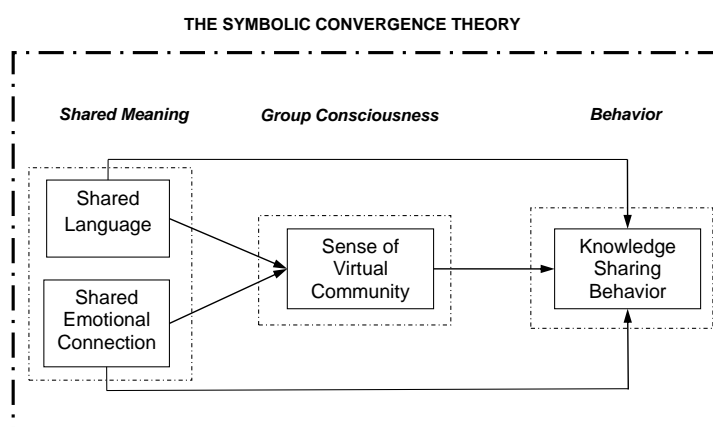 THE SYMBOLIC CONVERGENCE THEORY
Shared Meaning
Group Consciousness
Behavior
Shared
Language
Shared
Emotional
Connection
Sense of
Virtual
Community
Knowledge
Sharing
Behavior